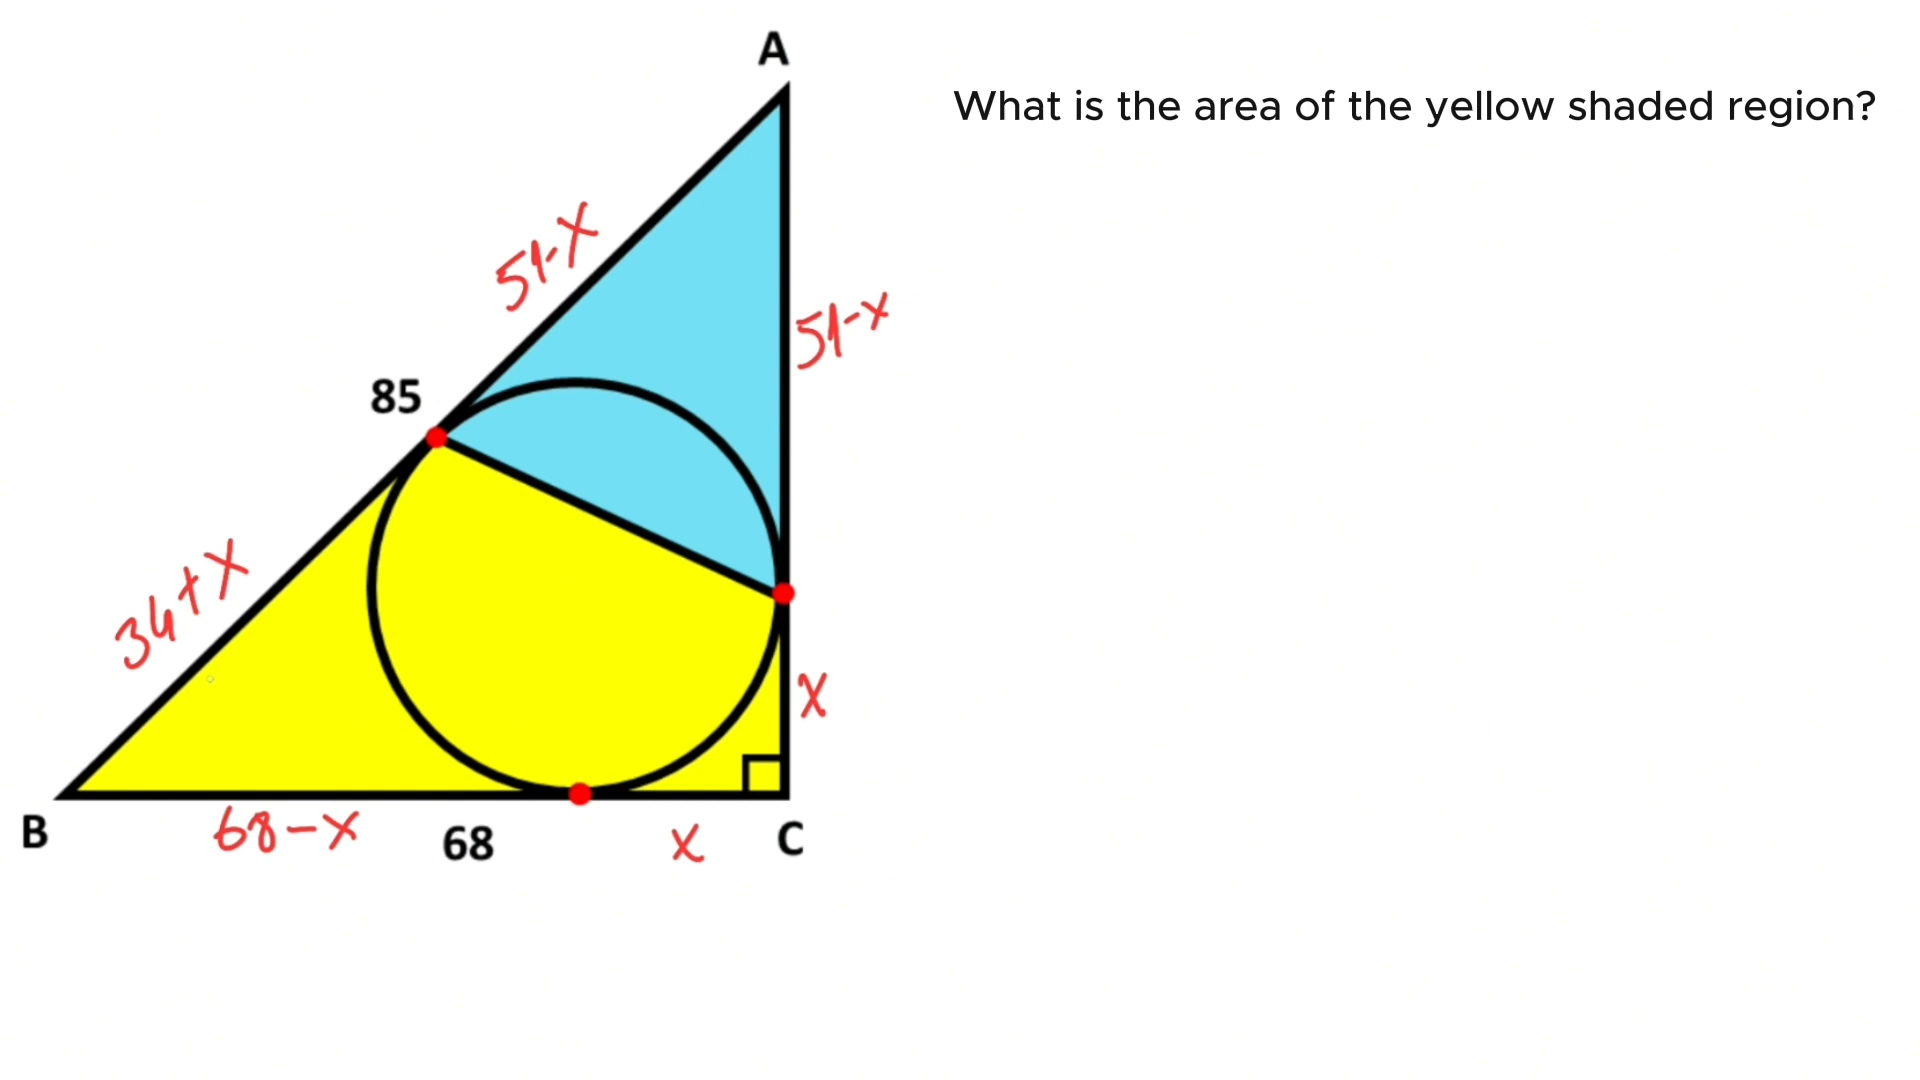 A
What is the area of the yellow shaded region?
51-x
51-x
85
34+x
x
B
68-x
68
x
C